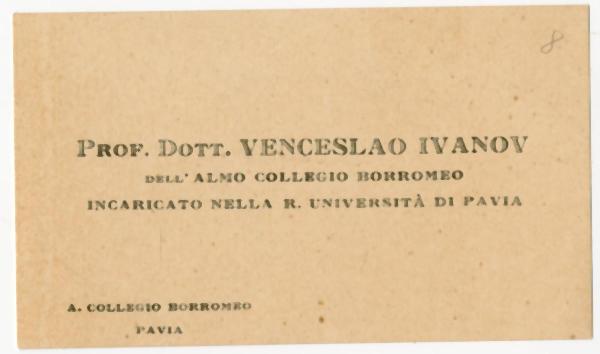 8
PROF. DOTT. VENCESLAO IVANOV
DELL' ALMO COLLEGIO BORROMEO
INCARICATO NELLA R. UNIVERSITÀ DI PAVIA
A. COLLEGIO BORROMEO
PAVIA